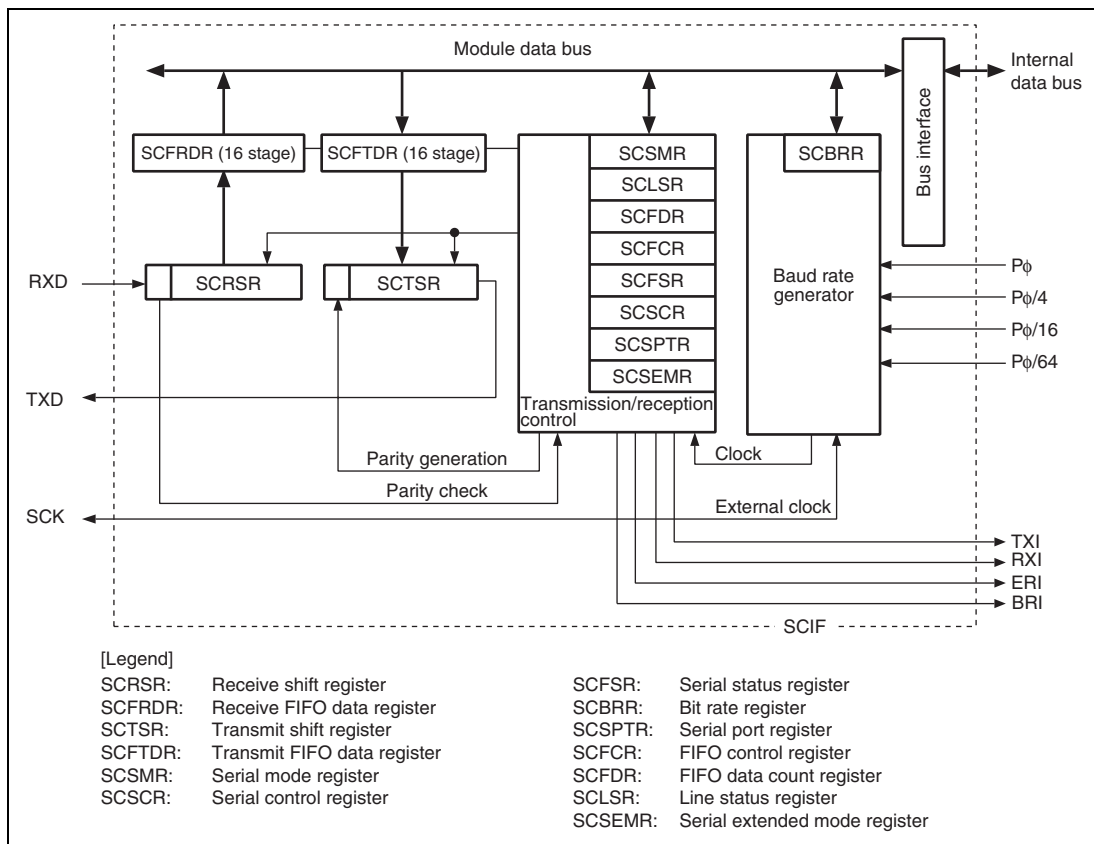 Module data bus
Internal
data bus
Bus interface
SCFRDR (16 stage)
SCFTDR (16 stage)
SCSMR
SCBRR
SCLSR
SCFDR
SCFCR
SCFSR
SCSCR
SCSPTR
SCSEMR
Transmission/reception
control
Baud rate
generator
RXD
SCRSR
SCTSR
Pϕ
Pϕ/4
Pϕ/16
Pϕ/64
TXD
Parity generation
Clock
Parity check
SCK
External clock
TXI
RXI
ERI
BRI
SCIF
[Legend]
SCRSR: Receive shift register
SCFRDR: Receive FIFO data register
SCTSR: Transmit shift register
SCFTDR: Transmit FIFO data register
SCSMR: Serial mode register
SCSCR: Serial control register
SCFSR: Serial status register
SCBRR: Bit rate register
SCSPTR: Serial port register
SCFCR: FIFO control register
SCFDR: FIFO data count register
SCLSR: Line status register
SCSEMR: Serial extended mode register